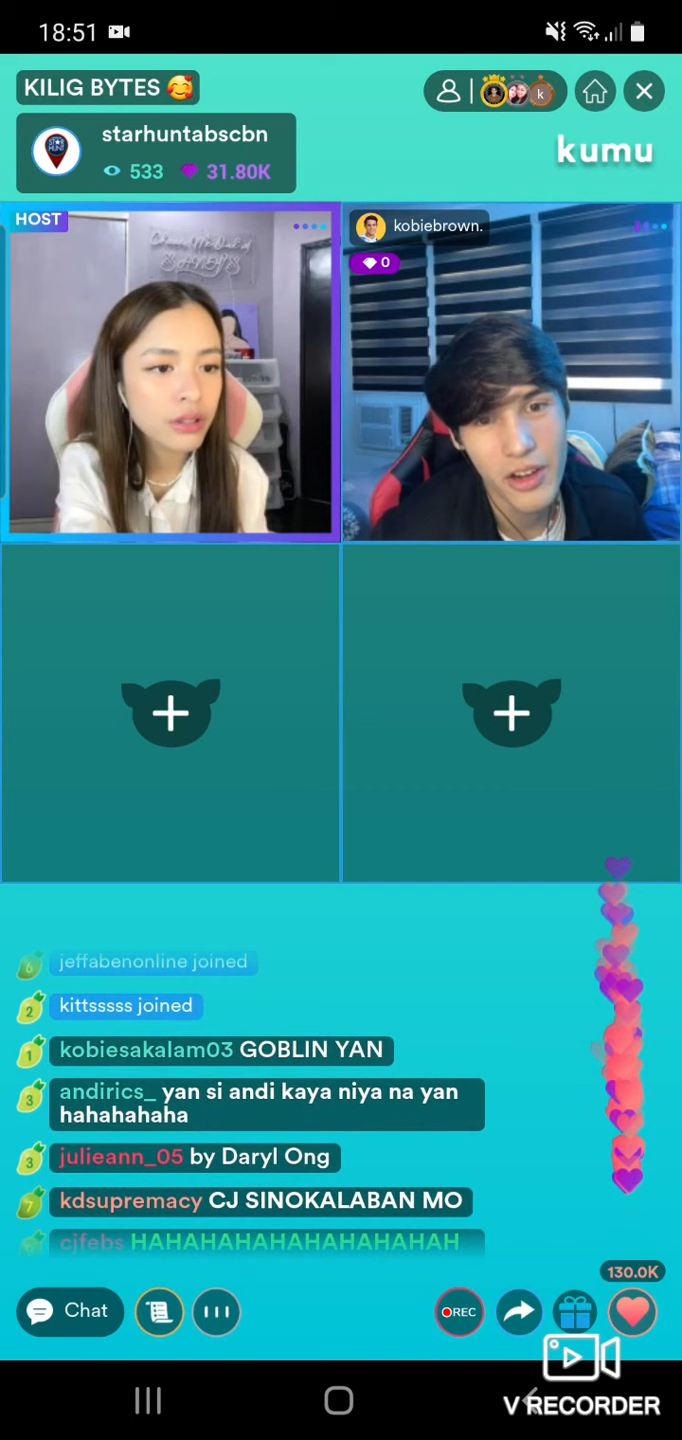 18:51
KILIG BYTES 🥰
starhuntabscbn
533 31.80K
kumu
HOST
kobiebrown.
0
jeffabenonline joined
kittsssss joined
kobiesakalam03 GOBLIN YAN
andirics_ yan si andi kaya niya na yan
hahahahaha
julieann_05 by Daryl Ong
kdsupremacy CJ SINOKALABAN MO
cjfebs HAHAHAHAHAHAHAHAHAH
130.0K
Chat
REC
V RECORDER